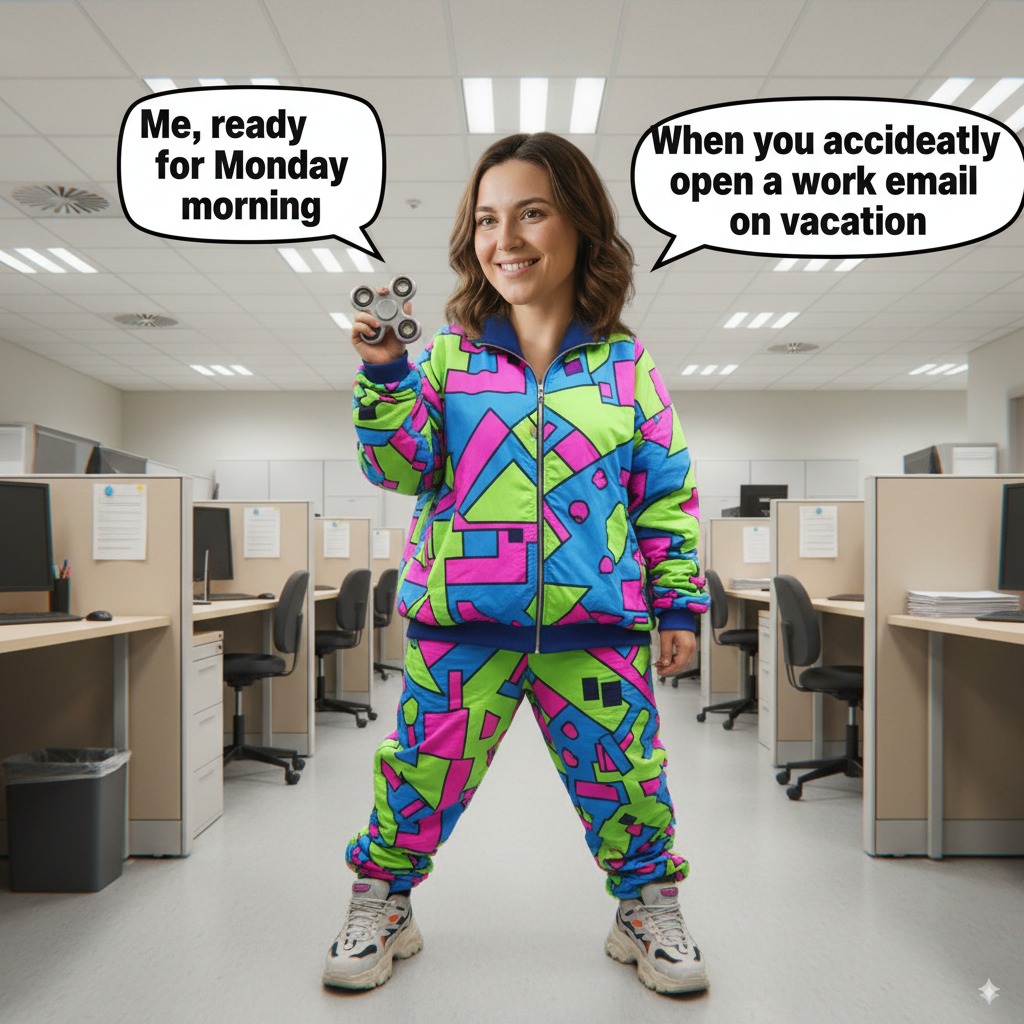 Me, ready
for Monday
morning
When you accideatly
open a work email
on vacation